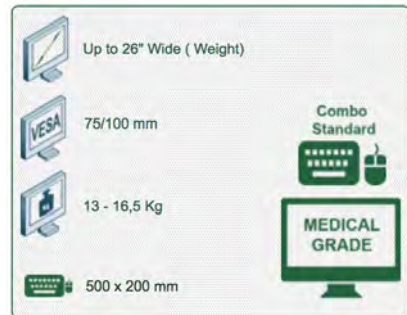 Up to 26" Wide ( Weight)
VESA
75/100 mm
13 - 16,5 Kg
500 x 200 mm
Combo
Standard
MEDICAL
GRADE